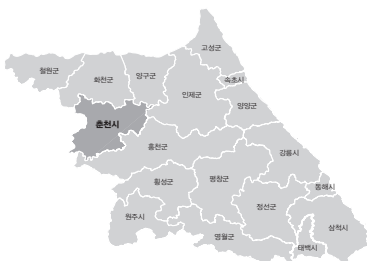 고성군
철원군
화천군
양구군
속초시
인제군
양양군
춘천시
홍천군
강릉시
횡성군
평창군
동해시
정선군
원주시
삼척시
영월군
태백시